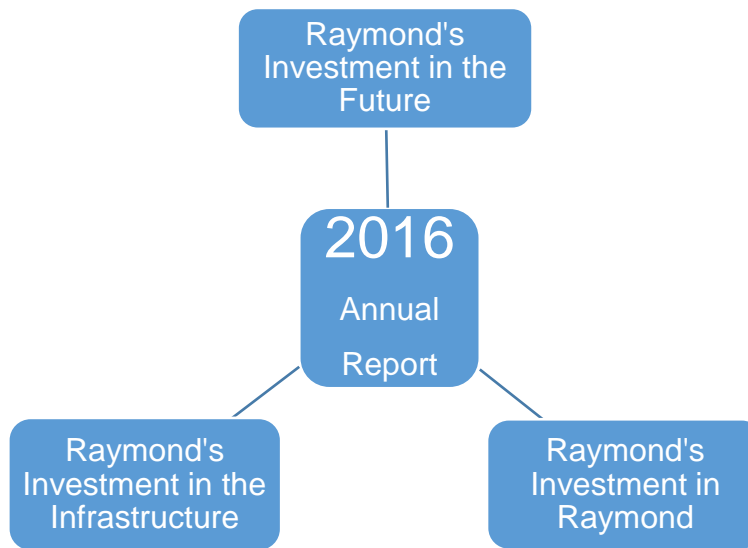 Raymond's
Investment in the
Future
2016
Annual
Report
Raymond's
Investment in the
Infrastructure
Raymond's
Investment in
Raymond